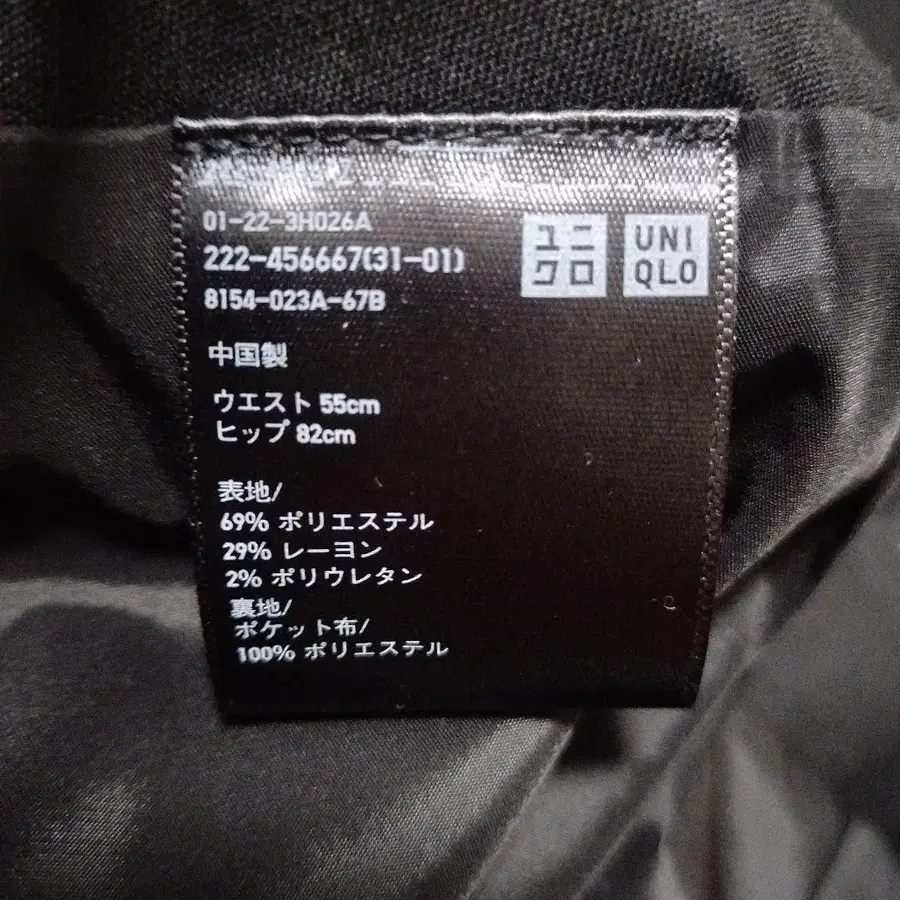 01-22-3H026A
222-456667(31-01)
8154-023A-67B
ユニ
クロ
UNI
QLO
中国製
ウエスト 55cm
ヒップ 82cm
表地/
69% ポリエステル
29% レーヨン
2% ポリウレタン
裏地/
ポケット布/
100% ポリエステル